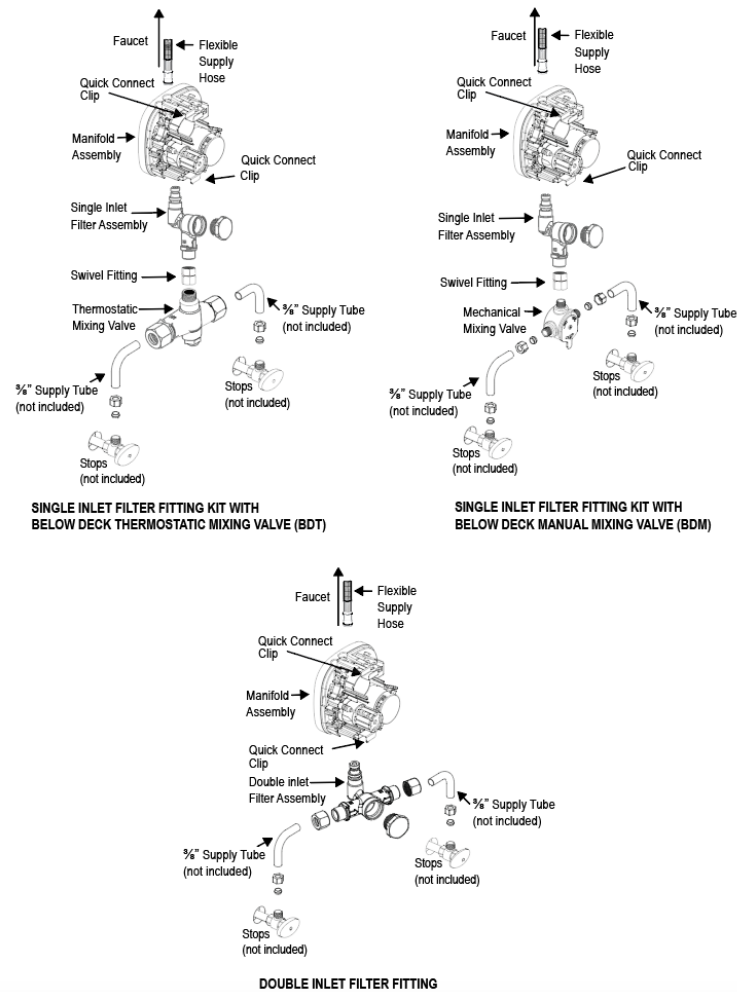 Faucet
Flexible
Supply
Hose
Quick Connect
Clip
Manifold
Assembly
Quick Connect
Clip
Single Inlet
Filter Assembly
Swivel Fitting
Thermostatic
Mixing Valve
⅜” Supply Tube
(not included)
Stops
(not included)
⅜” Supply Tube
(not included)
Stops
(not included)
SINGLE INLET FILTER FITTING KIT WITH
BELOW DECK THERMOSTATIC MIXING VALVE (BDT)
Faucet
Flexible
Supply
Hose
Quick Connect
Clip
Manifold
Assembly
Quick Connect
Clip
Single Inlet
Filter Assembly
Swivel Fitting
Mechanical
Mixing Valve
⅜” Supply Tube
(not included)
Stops
(not included)
⅜” Supply Tube
(not included)
Stops
(not included)
SINGLE INLET FILTER FITTING KIT WITH
BELOW DECK MANUAL MIXING VALVE (BDM)
Faucet
Flexible
Supply
Hose
Quick Connect
Clip
Manifold
Assembly
Quick Connect
Clip
Double inlet
Filter Assembly
⅜” Supply Tube
(not included)
Stops
(not included)
⅜” Supply Tube
(not included)
Stops
(not included)
DOUBLE INLET FILTER FITTING